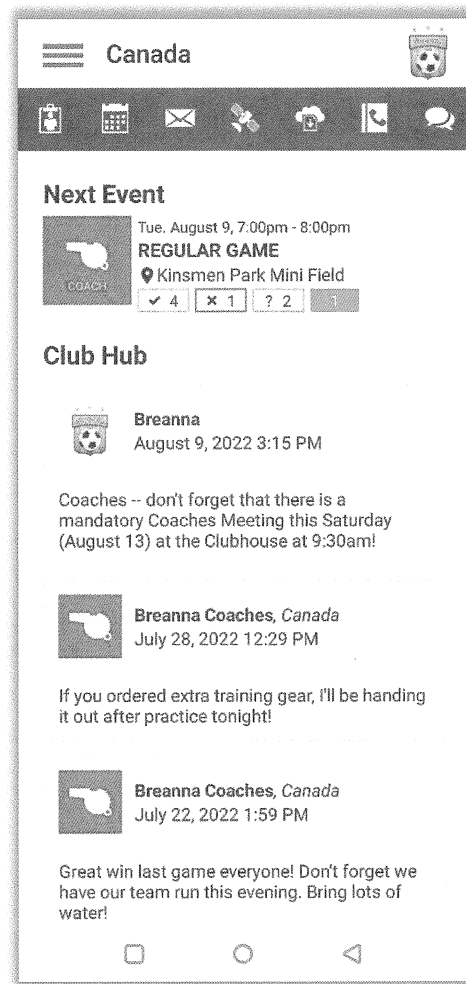 Canada
Next Event
Tue. August 9, 7:00pm - 8:00pm
REGULAR GAME
COACH
Kinsmen Park Mini Field
✓ 4 × 1 ? 2 1
Club Hub
Breanna
August 9, 2022 3:15 PM
Coaches -- don't forget that there is a
mandatory Coaches Meeting this Saturday
(August 13) at the Clubhouse at 9:30am!
Breanna Coaches, Canada
July 28, 2022 12:29 PM
If you ordered extra training gear, I'll be handing
it out after practice tonight!
Breanna Coaches, Canada
July 22, 2022 1:59 PM
Great win last game everyone! Don't forget we
have our team run this evening. Bring lots of
water!